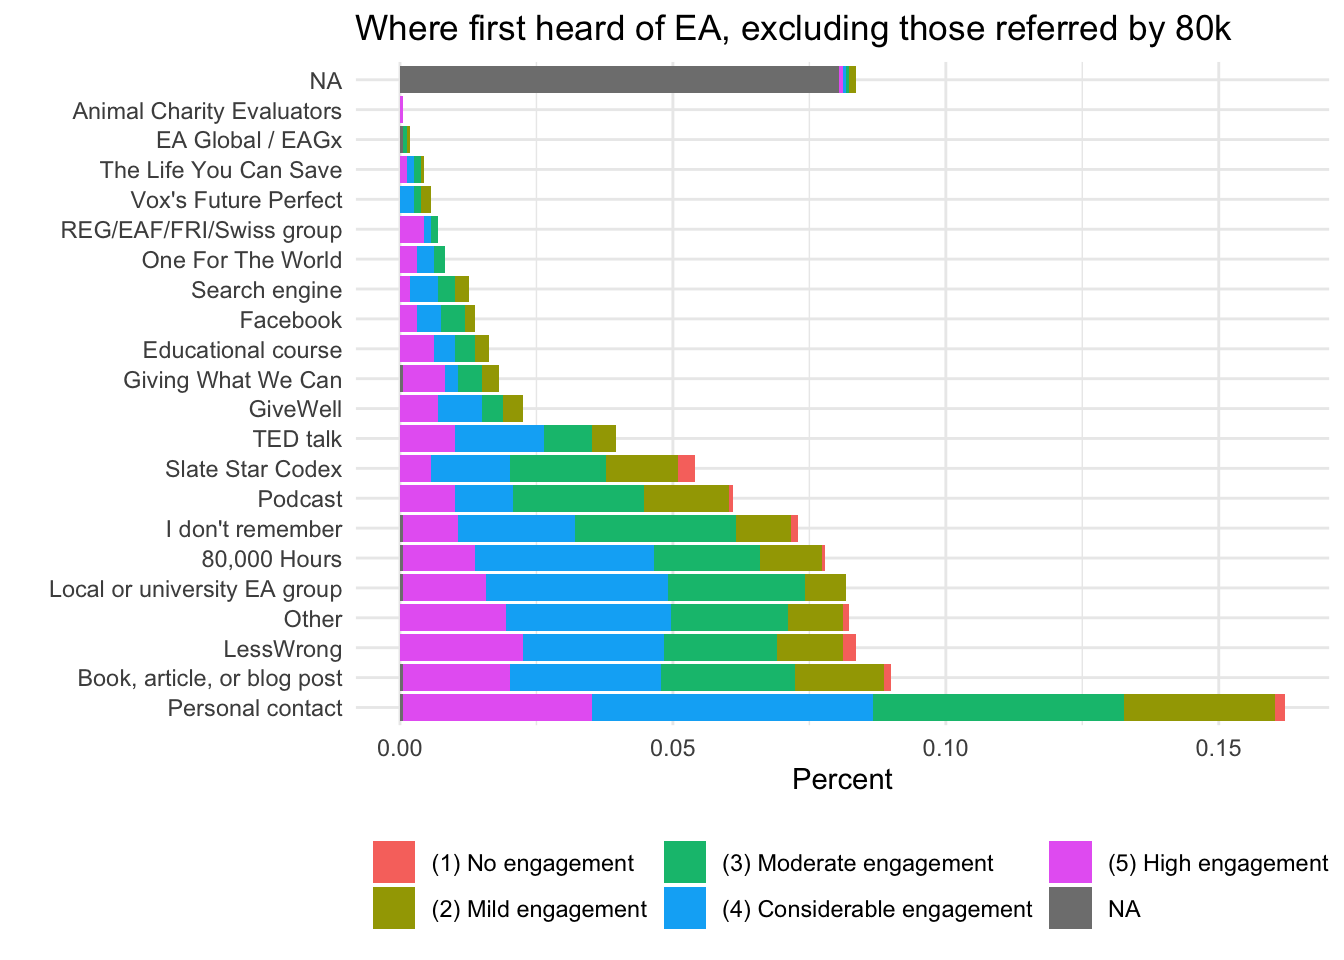 Where first heard of EA, excluding those referred by 80k
NA
Animal Charity Evaluators
EA Global / EAGx
The Life You Can Save
Vox's Future Perfect
REG/EAF/FRI/Swiss group
One For The World
Search engine
Facebook
Educational course
Giving What We Can
GiveWell
TED talk
Slate Star Codex
Podcast
I don't remember
80,000 Hours
Local or university EA group
Other
LessWrong
Book, article, or blog post
Personal contact
0.00 0.05 0.10 0.15
Percent
(1) No engagement (3) Moderate engagement (5) High engagement
(2) Mild engagement (4) Considerable engagement NA